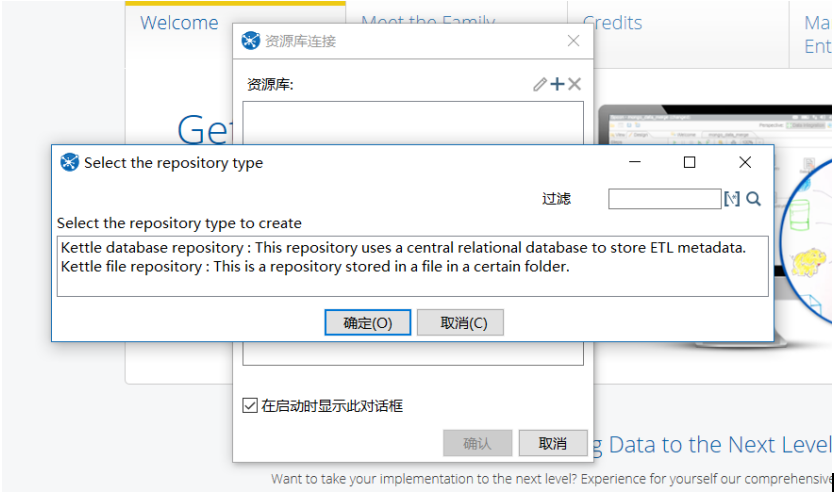 Welcome
Meet the Family
Credits
Ma
Ent
资源库连接
资源库:
Get
Select the repository type
过滤
Select the repository type to create
Kettle database repository : This repository uses a central relational database to store ETL metadata.
Kettle file repository : This is a repository stored in a file in a certain folder.
确定(O)
取消(C)
在启动时显示此对话框
确认
取消
g Data to the Next Level
Want to take your implementation to the next level? Experience for yourself our comprehensive